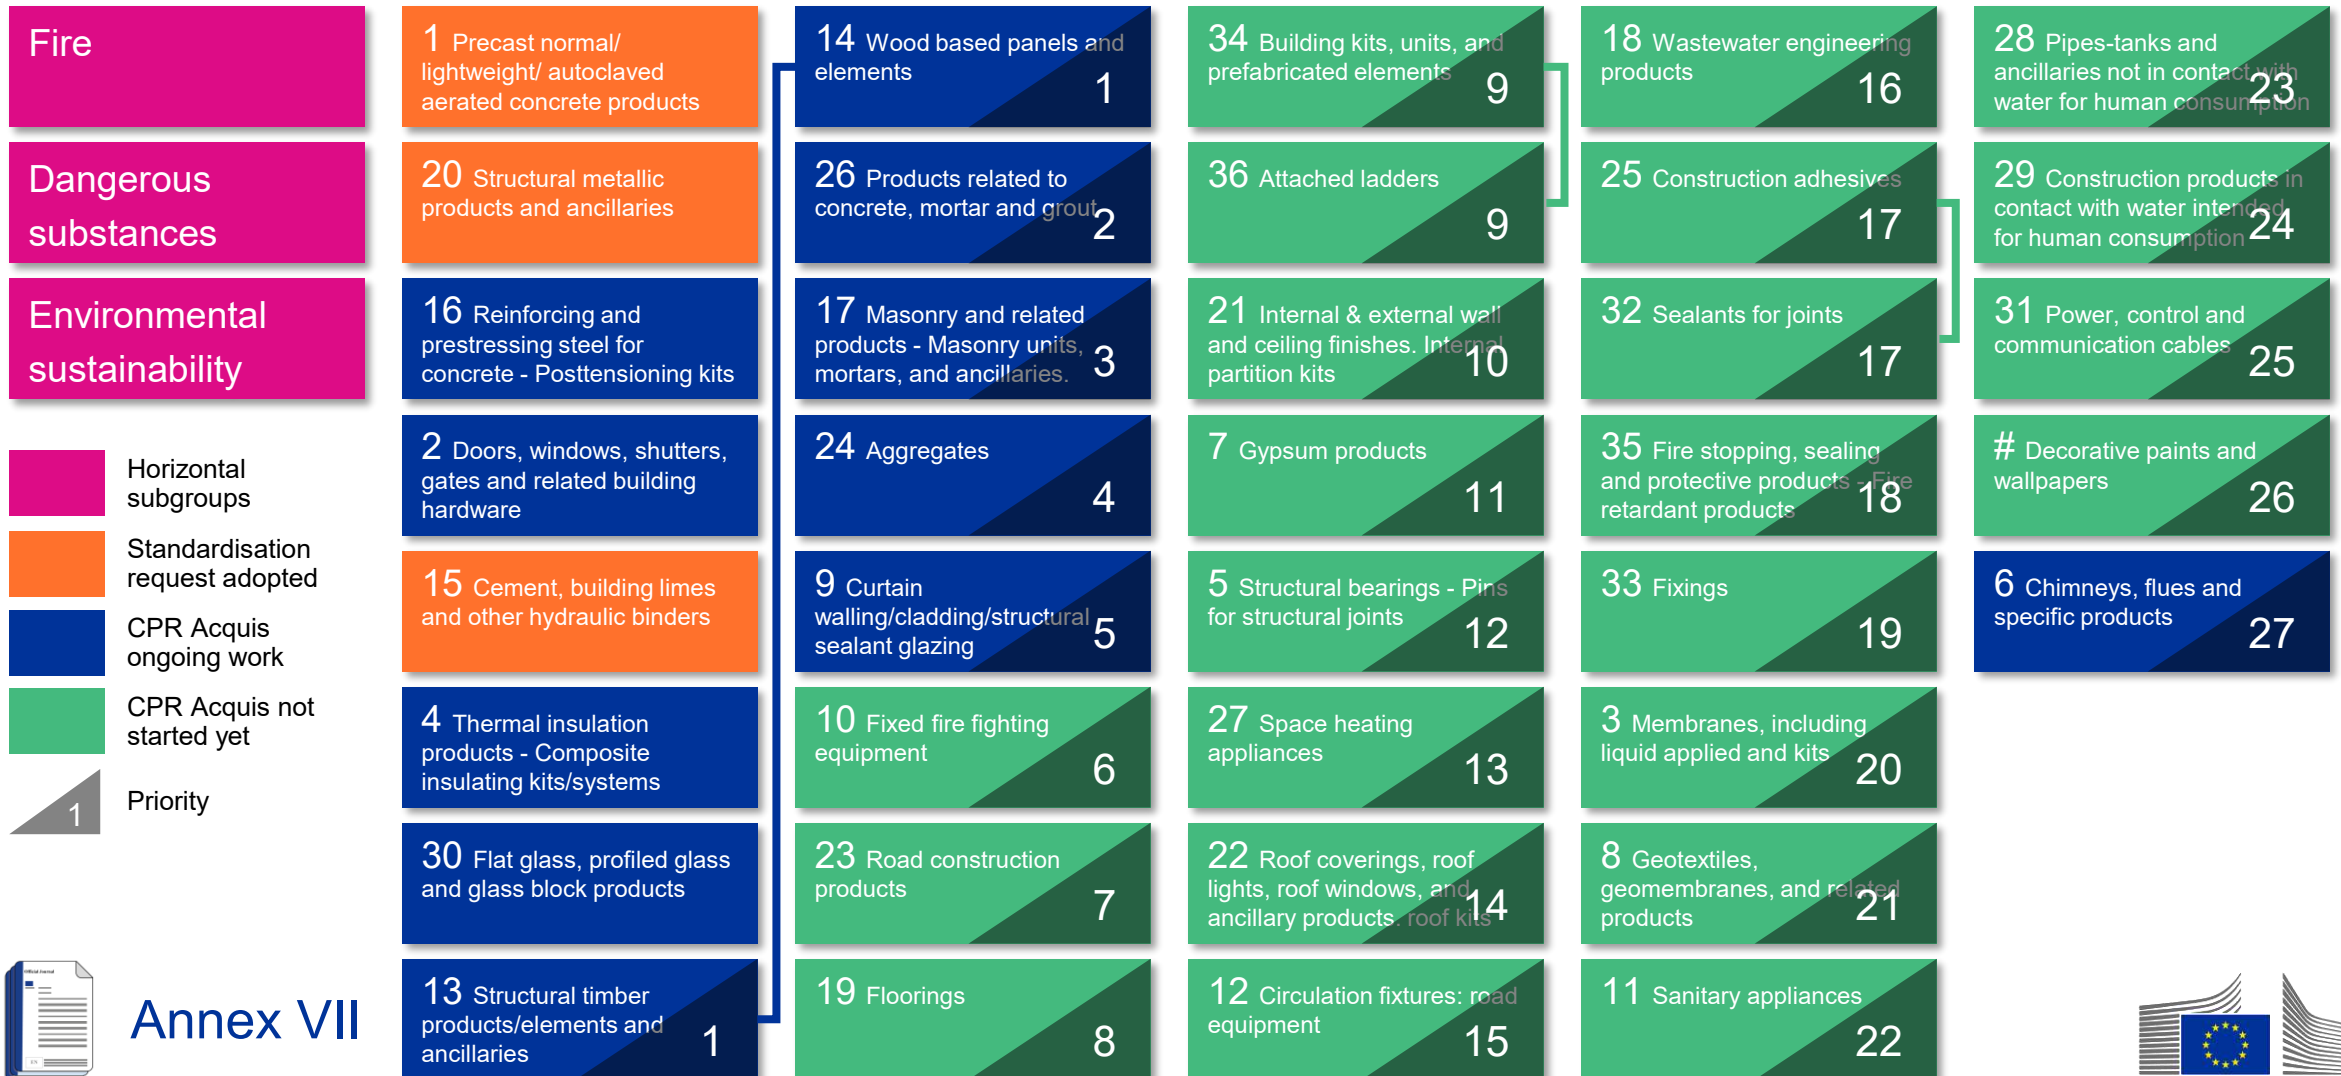 Fire
Dangerous
substances
Environmental
sustainability
Horizontal
subgroups
Standardisation
request adopted
CPR Acquis
ongoing work
CPR Acquis not
started yet
1
Priority
Annex VII
1 Precast normal/
lightweight/ autoclaved
aerated concrete products
20 Structural metallic
products and ancillaries
16 Reinforcing and
prestressing steel for
concrete - Posttensioning kits
2 Doors, windows, shutters,
gates and related building
hardware
15 Cement, building limes
and other hydraulic binders
4 Thermal insulation
products - Composite
insulating kits/systems
30 Flat glass, profiled glass
and glass block products
13 Structural timber
products/elements and
ancillaries
1
14 Wood based panels and
elements
1
26 Products related to
concrete, mortar and grout
2
17 Masonry and related
products - Masonry units,
mortars, and ancillaries.
3
24 Aggregates
4
9 Curtain
walling/cladding/structural
sealant glazing
5
10 Fixed fire fighting
equipment
6
23 Road construction
products
7
19 Floorings
8
34 Building kits, units, and
prefabricated elements
9
36 Attached ladders
9
21 Internal & external wall
and ceiling finishes. Internal
partition kits
10
7 Gypsum products
11
5 Structural bearings - Pins
for structural joints
12
27 Space heating
appliances
13
22 Roof coverings, roof
lights, roof windows, and
ancillary products. roof kits
14
12 Circulation fixtures: road
equipment
15
18 Wastewater engineering
products
16
25 Construction adhesives
17
32 Sealants for joints
17
35 Fire stopping, sealing
and protective products - Fire
retardant products
18
33 Fixings
19
3 Membranes, including
liquid applied and kits
20
8 Geotextiles,
geomembranes, and related
products
21
11 Sanitary appliances
22
28 Pipes-tanks and
ancillaries not in contact with
water for human consumption
23
29 Construction products in
contact with water intended
for human consumption
24
31 Power, control and
communication cables
25
# Decorative paints and
wallpapers
26
6 Chimneys, flues and
specific products
27